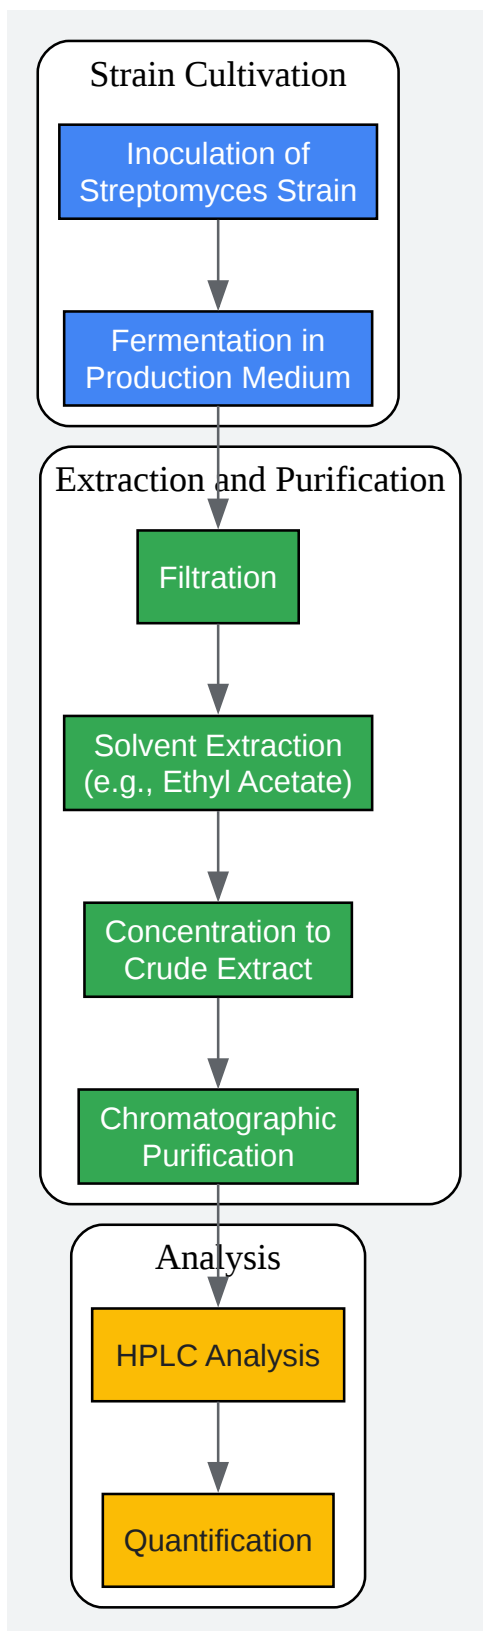 Strain Cultivation
Inoculation of
Streptomyces Strain
Fermentation in
Production Medium
Extraction and Purification
Filtration
Solvent Extraction
(e.g., Ethyl Acetate)
Concentration to
Crude Extract
Chromatographic
Purification
Analysis
HPLC Analysis
Quantification